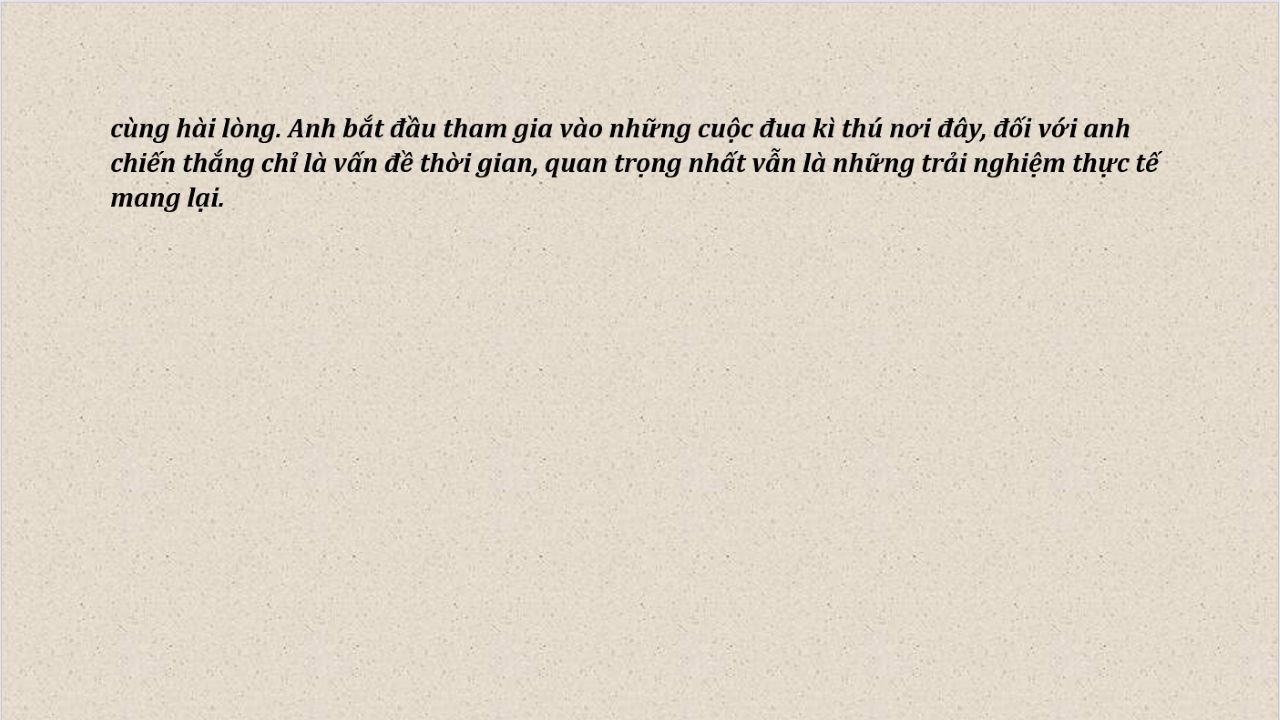 cùng hài lòng. Anh bắt đầu tham gia vào những cuộc đua kì thú nơi đây, đối với anh
chiến thắng chỉ là vấn đề thời gian, quan trọng nhất vẫn là những trải nghiệm thực tế
mang lại.